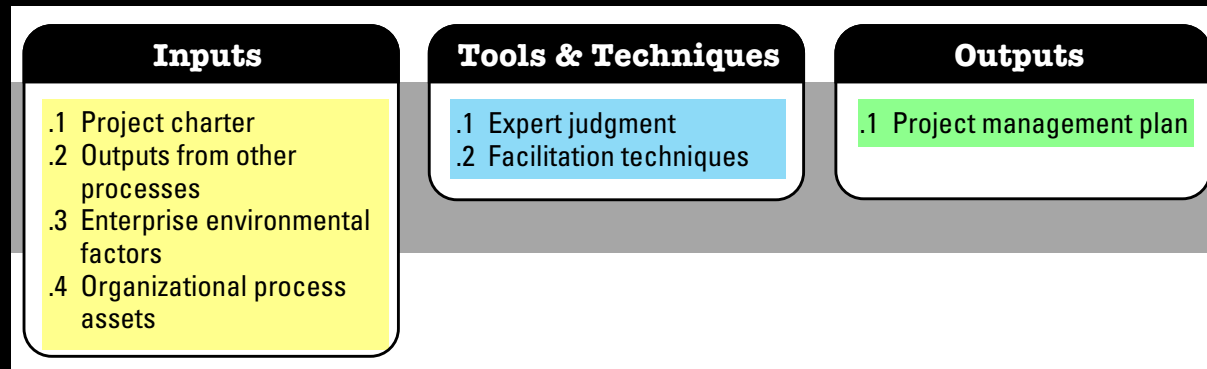 Inputs
.1 Project charter
.2 Outputs from other
processes
.3 Enterprise environmental
factors
.4 Organizational process
assets
Tools & Techniques
.1 Expert judgment
.2 Facilitation techniques
Outputs
.1 Project management plan